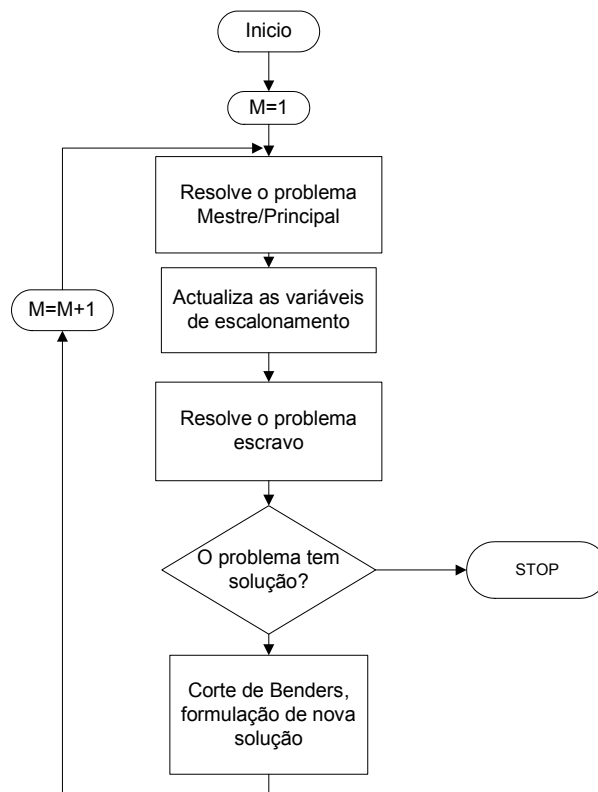 Inicio
M=1
Resolve o problema
Mestre/Principal
Actualiza as variáveis
de escalonamento
M=M+1
Resolve o problema
escravo
O problema tem
solução?
STOP
Corte de Benders,
formulação de nova
solução